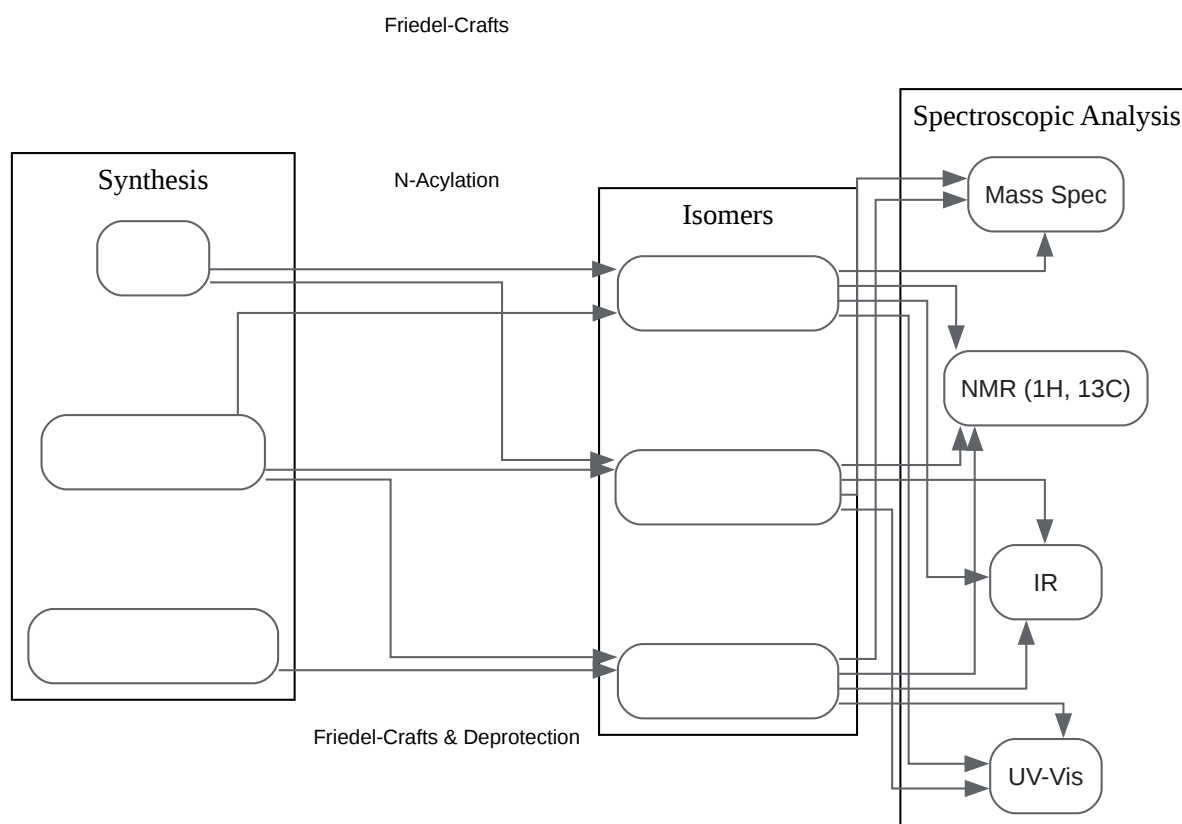 Friedel-Crafts
Spectroscopic Analysis
Synthesis
N-Acylation
Mass Spec
Isomers
NMR (1H, 13C)
IR
Friedel-Crafts & Deprotection
UV-Vis